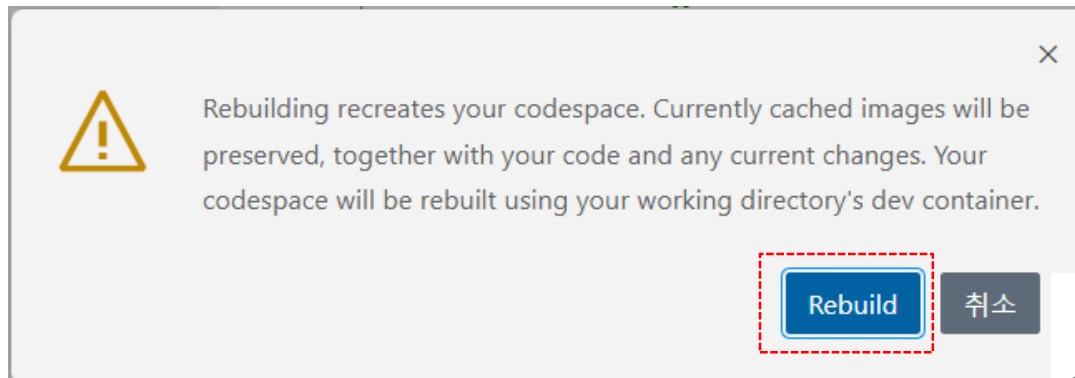 Rebuilding recreates your codespace. Currently cached images will be
preserved, together with your code and any current changes. Your
codespace will be rebuilt using your working directory's dev container.
Rebuild
취소